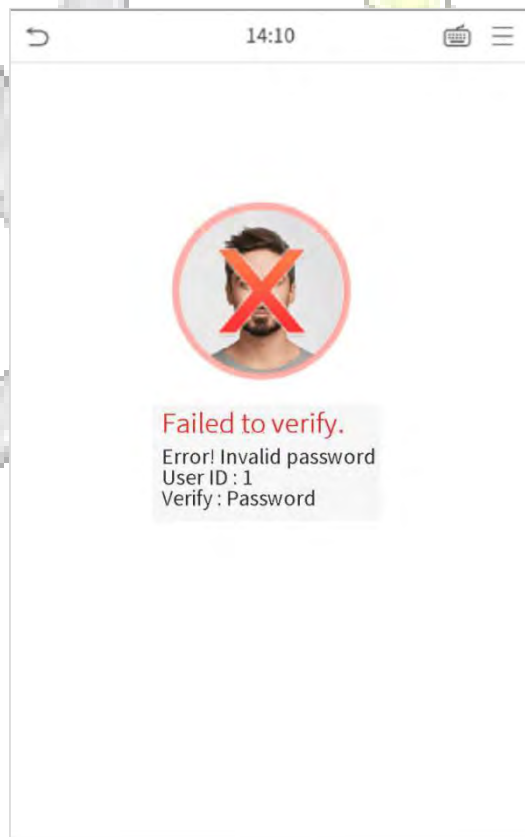 14:10
Failed to verify.
Error! Invalid password
User ID : 1
Verify : Password